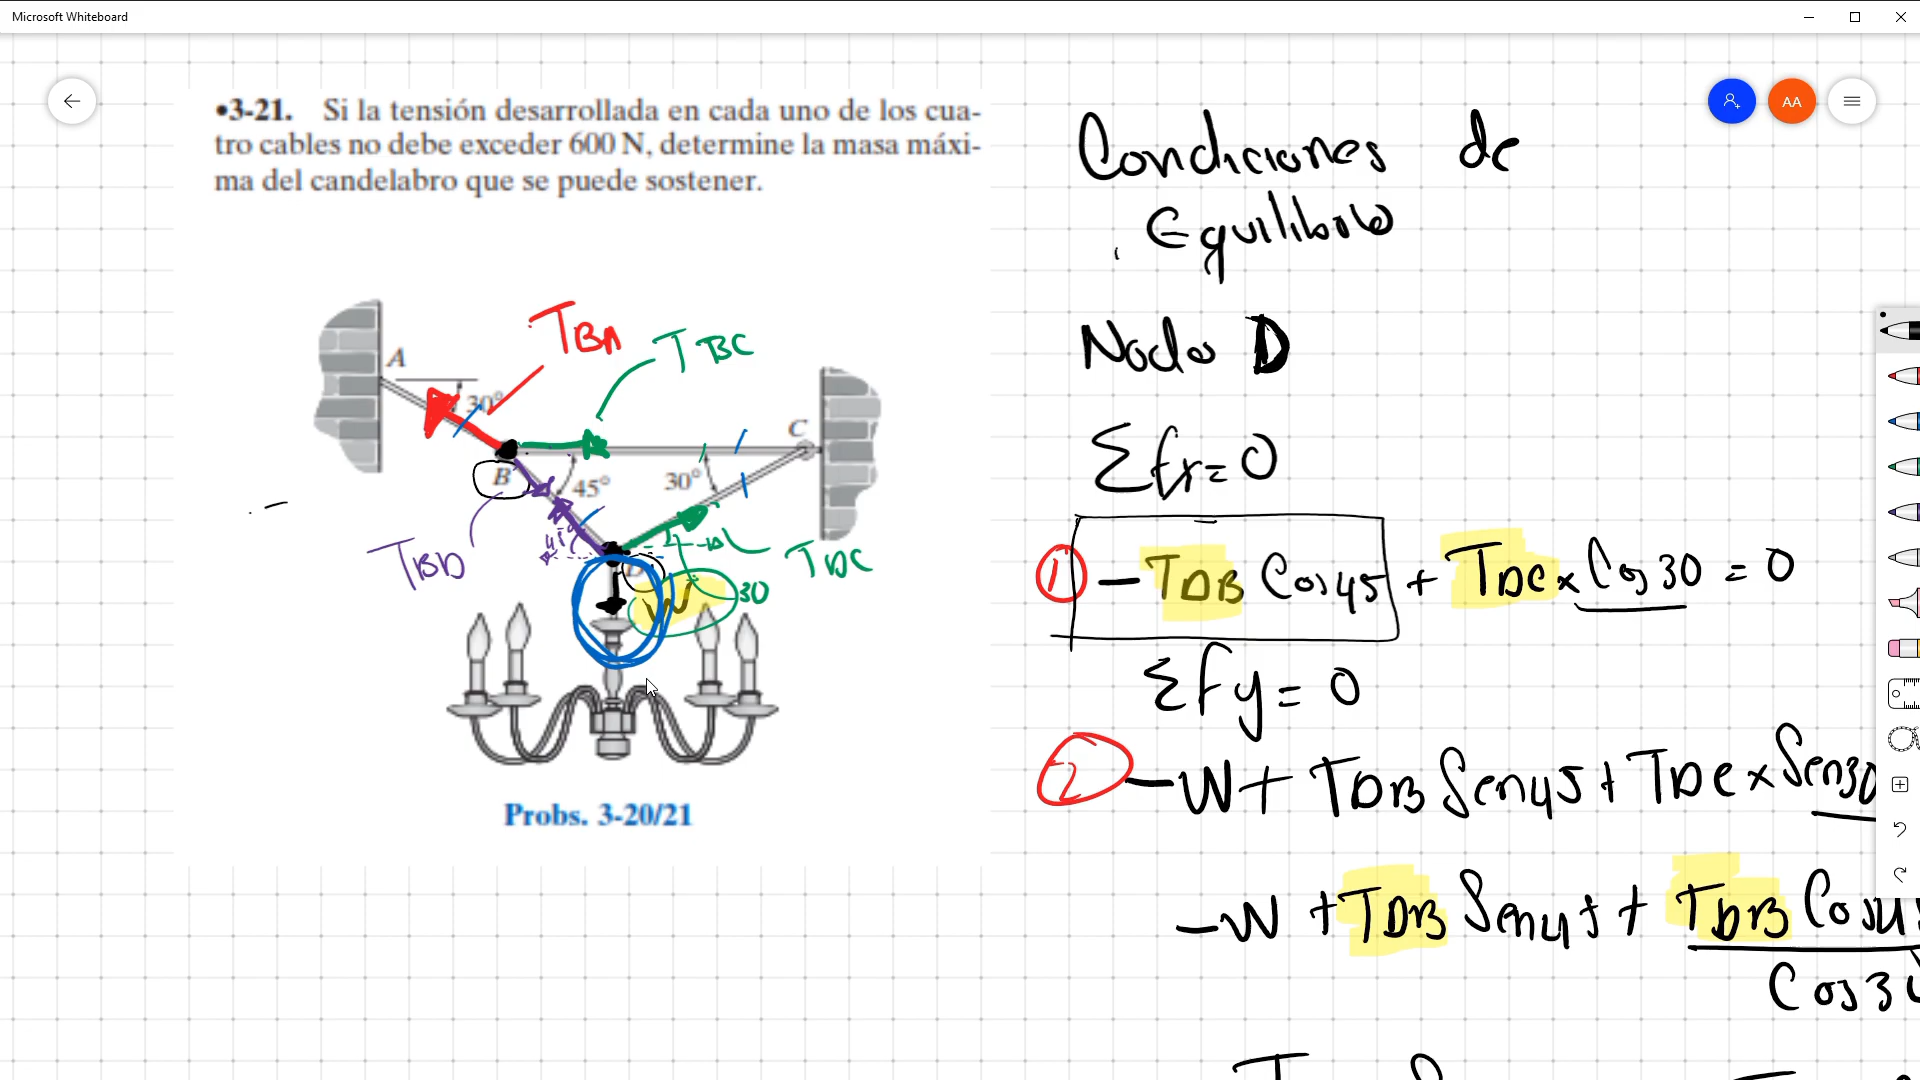 Microsoft Whiteboard
AA
•3-21. Si la tensión desarrollada en cada uno de los cua-
tro cables no debe exceder 600 N, determine la masa máxi-
ma del candelabro que se puede sostener.
Condiciones de
Equilibrio
Nodo D
Σfx=0
1 -TDB Cos45 + TDC x Cos30 = 0
Σfy=0
2 -W + TDB Sen45 + TDC x Sen30
-W + TDB Sen45 + TDB Cos4
Cos30
TBA
TBC
A
30°
C
B
45°
30°
45
TBD
TDC
D
W
30
Probs. 3-20/21